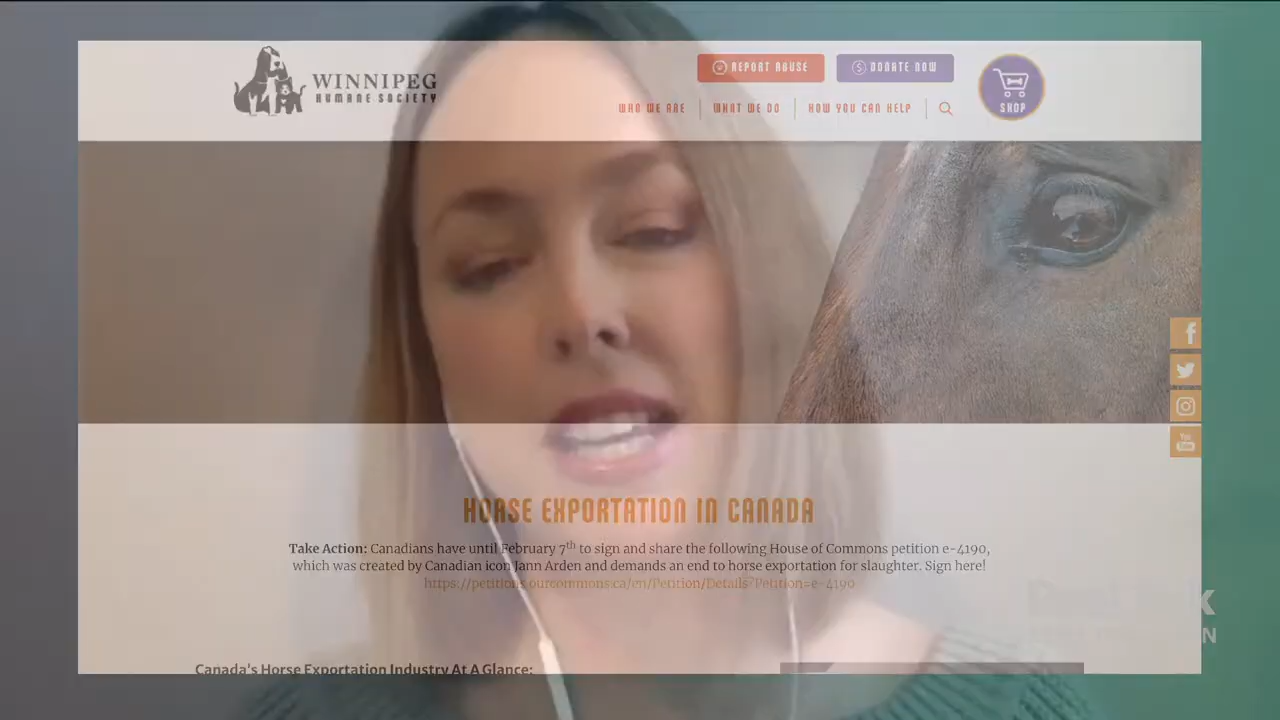 WINNIPEG
HUMANE SOCIETY
REPORT ABUSE
DONATE NOW
WHO WE ARE
WHAT WE DO
HOW YOU CAN HELP
SHOP
You
Tube
HORSE EXPORTATION IN CANADA
Take Action: Canadians have until February 7th to sign and share the following House of Commons petition e-4190,
which was created by Canadian icon Jann Arden and demands an end to horse exportation for slaughter. Sign here!
https://petitions.ourcommons.ca/en/Petition/Details?Petition=e-4190
Canada's Horse Exportation Industry At A Glance: